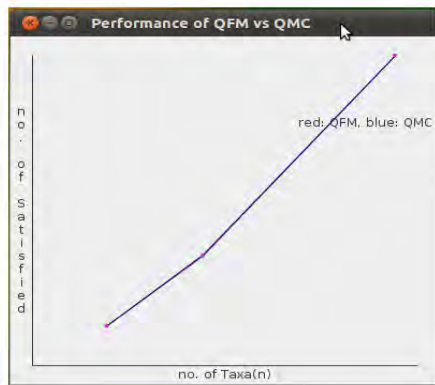 Performance of QFM vs QMC
red: QFM, blue: QMC
no. of Satisfied
no. of Taxa(n)